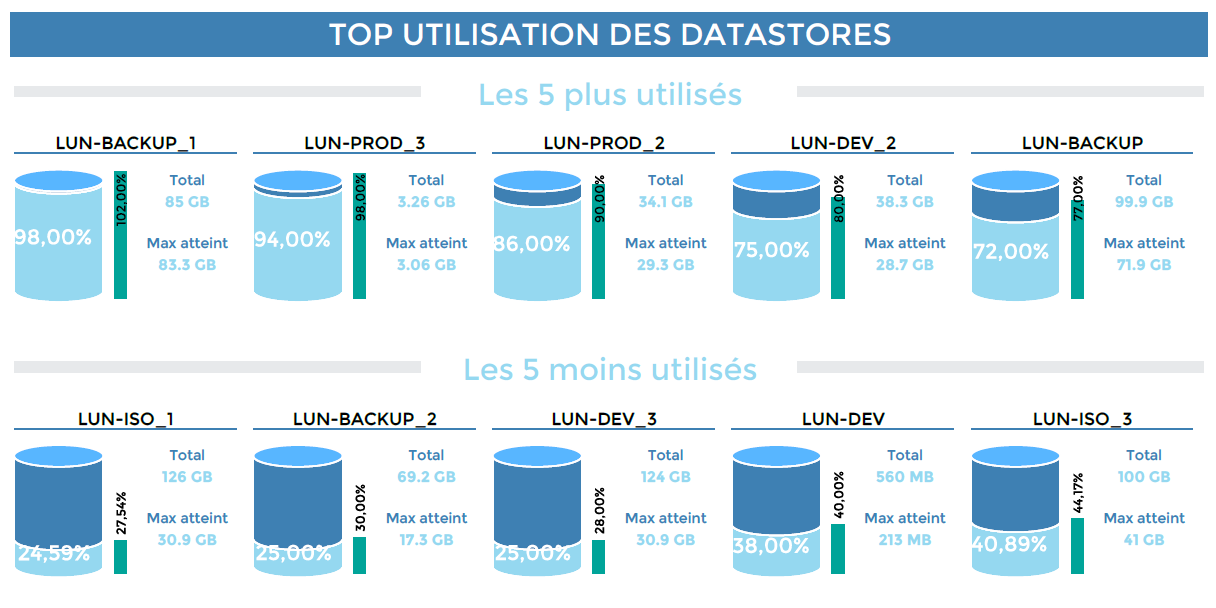 TOP UTILISATION DES DATASTORES
Les 5 plus utilisés
LUN-BACKUP_1
98,00%
102,00%
Total
85 GB
Max atteint
83.3 GB
LUN-PROD_3
94,00%
98,00%
Total
3.26 GB
Max atteint
3.06 GB
LUN-PROD_2
86,00%
90,00%
Total
34.1 GB
Max atteint
29.3 GB
LUN-DEV_2
75,00%
80,00%
Total
38.3 GB
Max atteint
28.7 GB
LUN-BACKUP
72,00%
77,00%
Total
99.9 GB
Max atteint
71.9 GB
Les 5 moins utilisés
LUN-ISO_1
24,59%
27,54%
Total
126 GB
Max atteint
30.9 GB
LUN-BACKUP_2
25,00%
30,00%
Total
69.2 GB
Max atteint
17.3 GB
LUN-DEV_3
25,00%
28,00%
Total
124 GB
Max atteint
30.9 GB
LUN-DEV
38,00%
40,00%
Total
560 MB
Max atteint
213 MB
LUN-ISO_3
40,89%
44,17%
Total
100 GB
Max atteint
41 GB